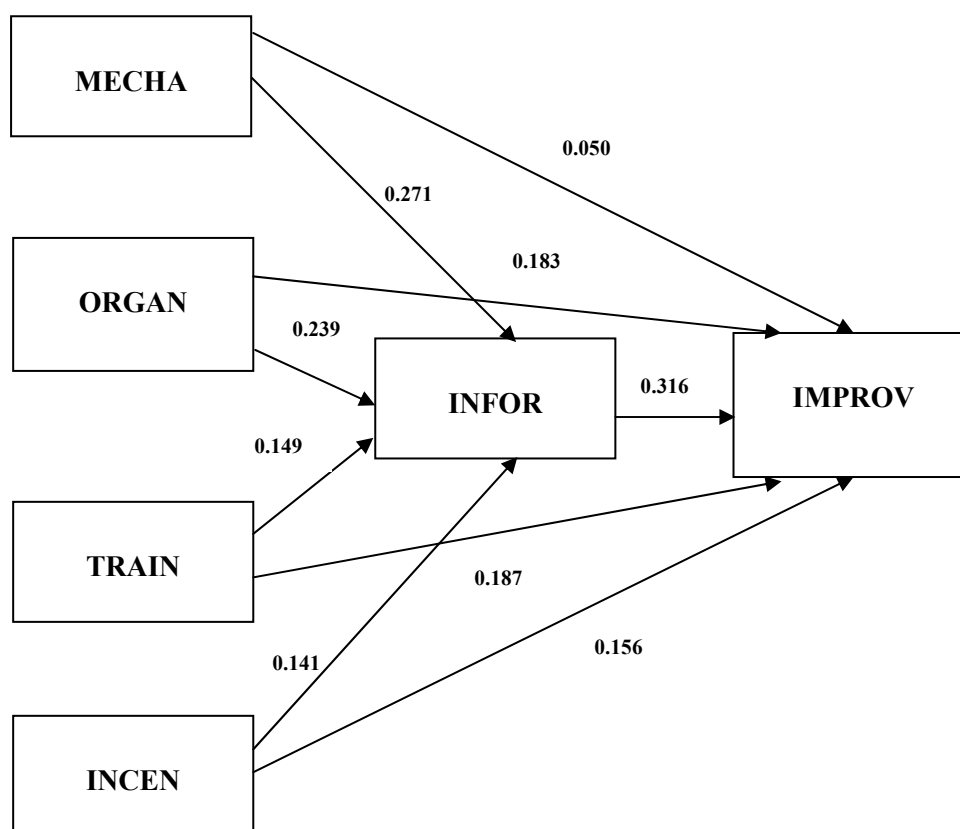 MECHA
0.050
0.271
0.183
ORGAN
0.239
0.316
IMPROV
INFOR
0.149
TRAIN
0.187
0.156
0.141
INCEN